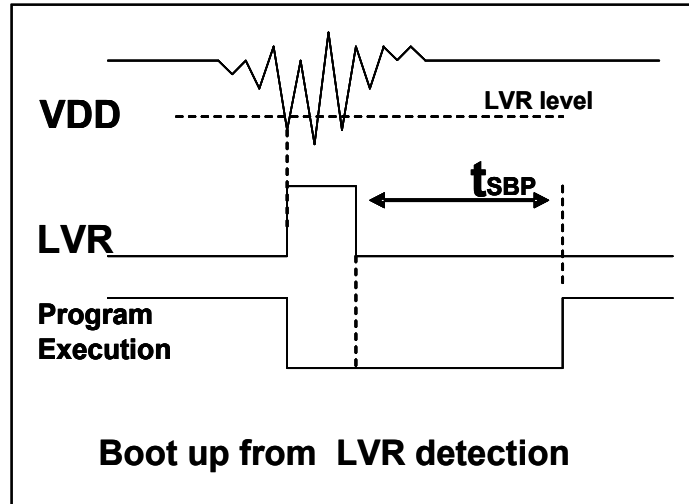 LVR level
VDD
tSBP
LVR
Program
Execution
Boot up from LVR detection